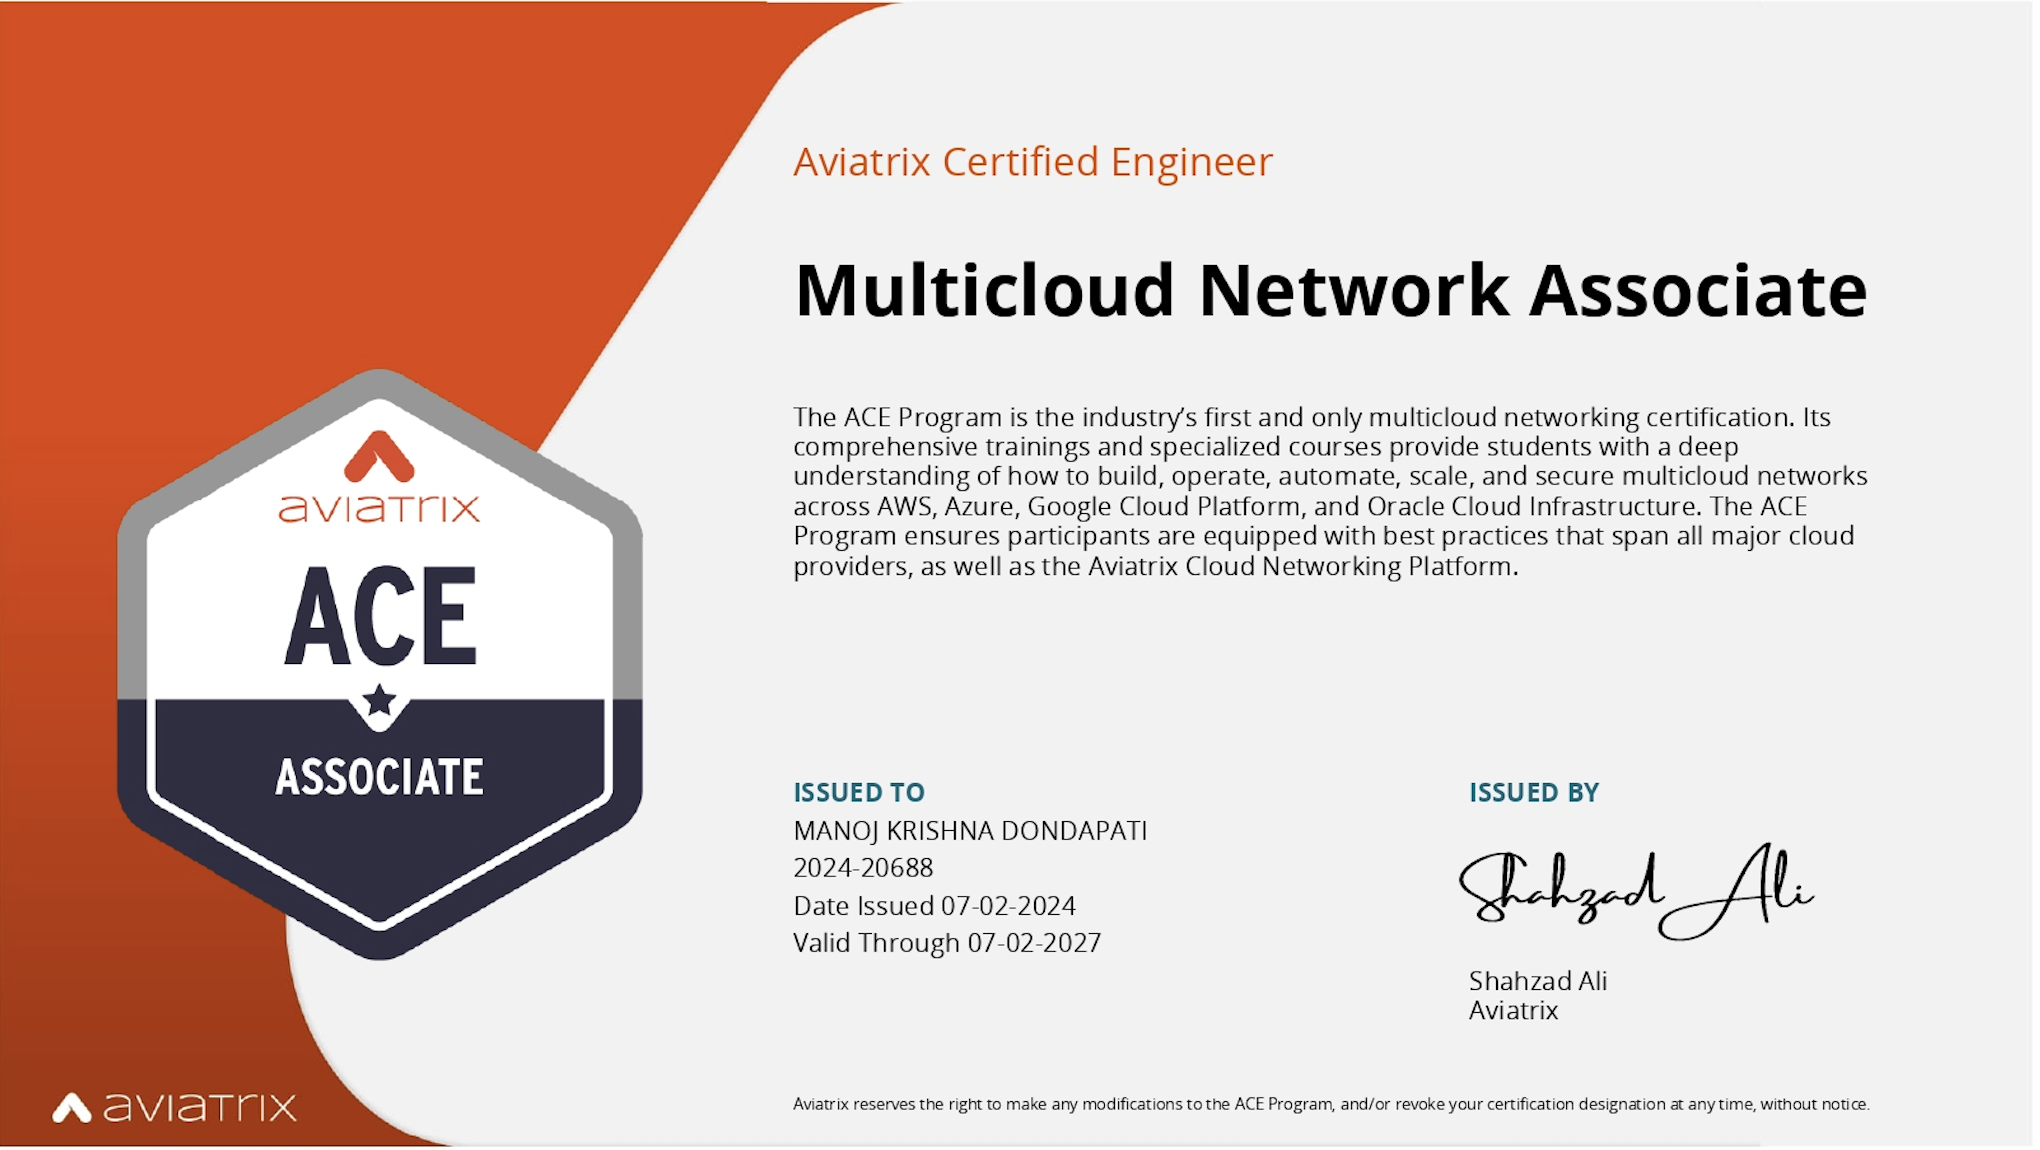 Aviatrix Certified Engineer
Multicloud Network Associate
The ACE Program is the industry’s first and only multicloud networking certification. Its
comprehensive trainings and specialized courses provide students with a deep
understanding of how to build, operate, automate, scale, and secure multicloud networks
across AWS, Azure, Google Cloud Platform, and Oracle Cloud Infrastructure. The ACE
Program ensures participants are equipped with best practices that span all major cloud
providers, as well as the Aviatrix Cloud Networking Platform.
aviatrix
ACE
ASSOCIATE
ISSUED TO
MANOJ KRISHNA DONDAPATI
2024-20688
Date Issued 07-02-2024
Valid Through 07-02-2027
ISSUED BY
Shahzad Ali
Shahzad Ali
Aviatrix
aviatrix
Aviatrix reserves the right to make any modifications to the ACE Program, and/or revoke your certification designation at any time, without notice.